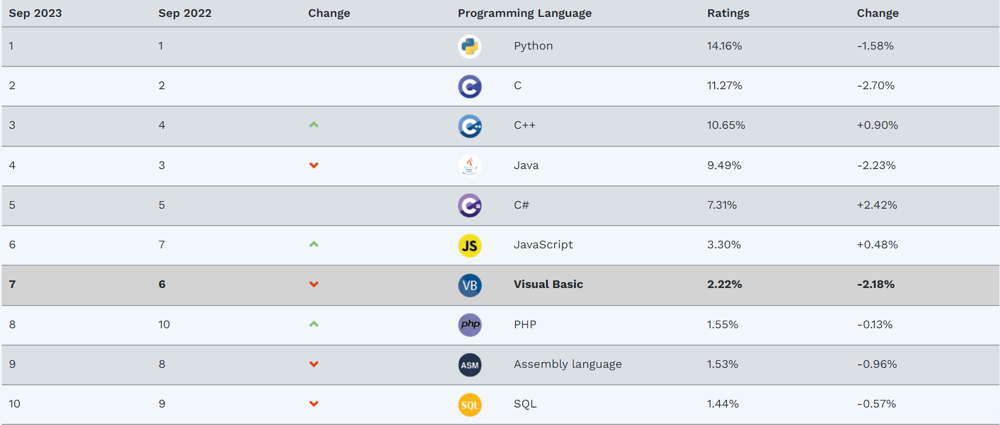 Sep 2023 Sep 2022 Change Programming Language Ratings Change
1 1 Python 14.16% -1.58%
2 2 C C 11.27% -2.70%
3 4 C++ C++ 10.65% +0.90%
4 3 Java 9.49% -2.23%
5 5 C# C# 7.31% +2.42%
6 7 JS JavaScript 3.30% +0.48%
7 6 VB Visual Basic 2.22% -2.18%
8 10 php PHP 1.55% -0.13%
9 8 ASM Assembly language 1.53% -0.96%
10 9 SQL SQL 1.44% -0.57%